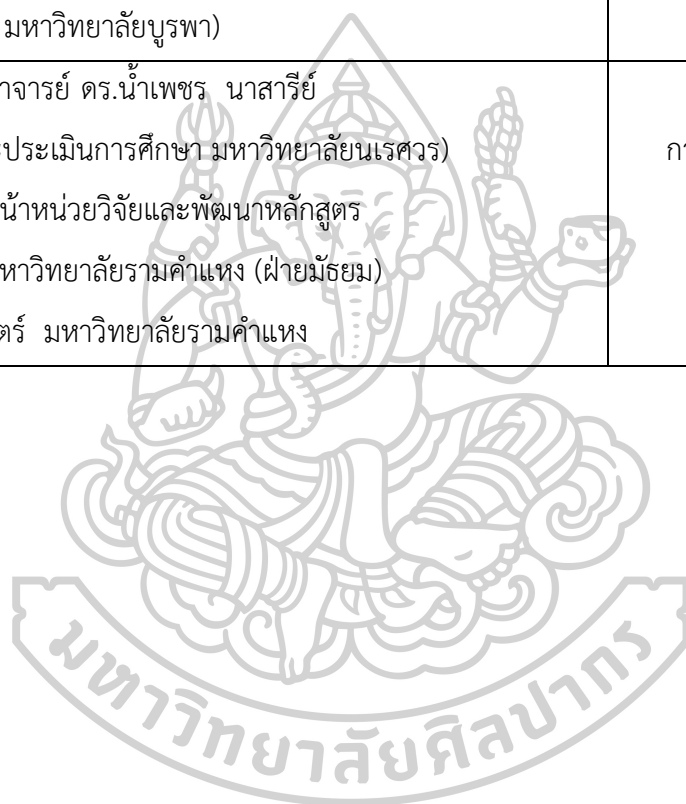 มหาวิทยาลัยบูรพา)
าจารย์ ดร.น้ำเพชร นาสารีย์
ะประเมินการศึกษา มหาวิทยาลัยนเรศวร)
กา
น้าหน่วยวิจัยและพัฒนาหลักสูตร
หาวิทยาลัยรามคำแหง (ฝ่ายมัธยม)
ตร์ มหาวิทยาลัยรามคำแหง
มหาวิทยาลัยศิลปากร